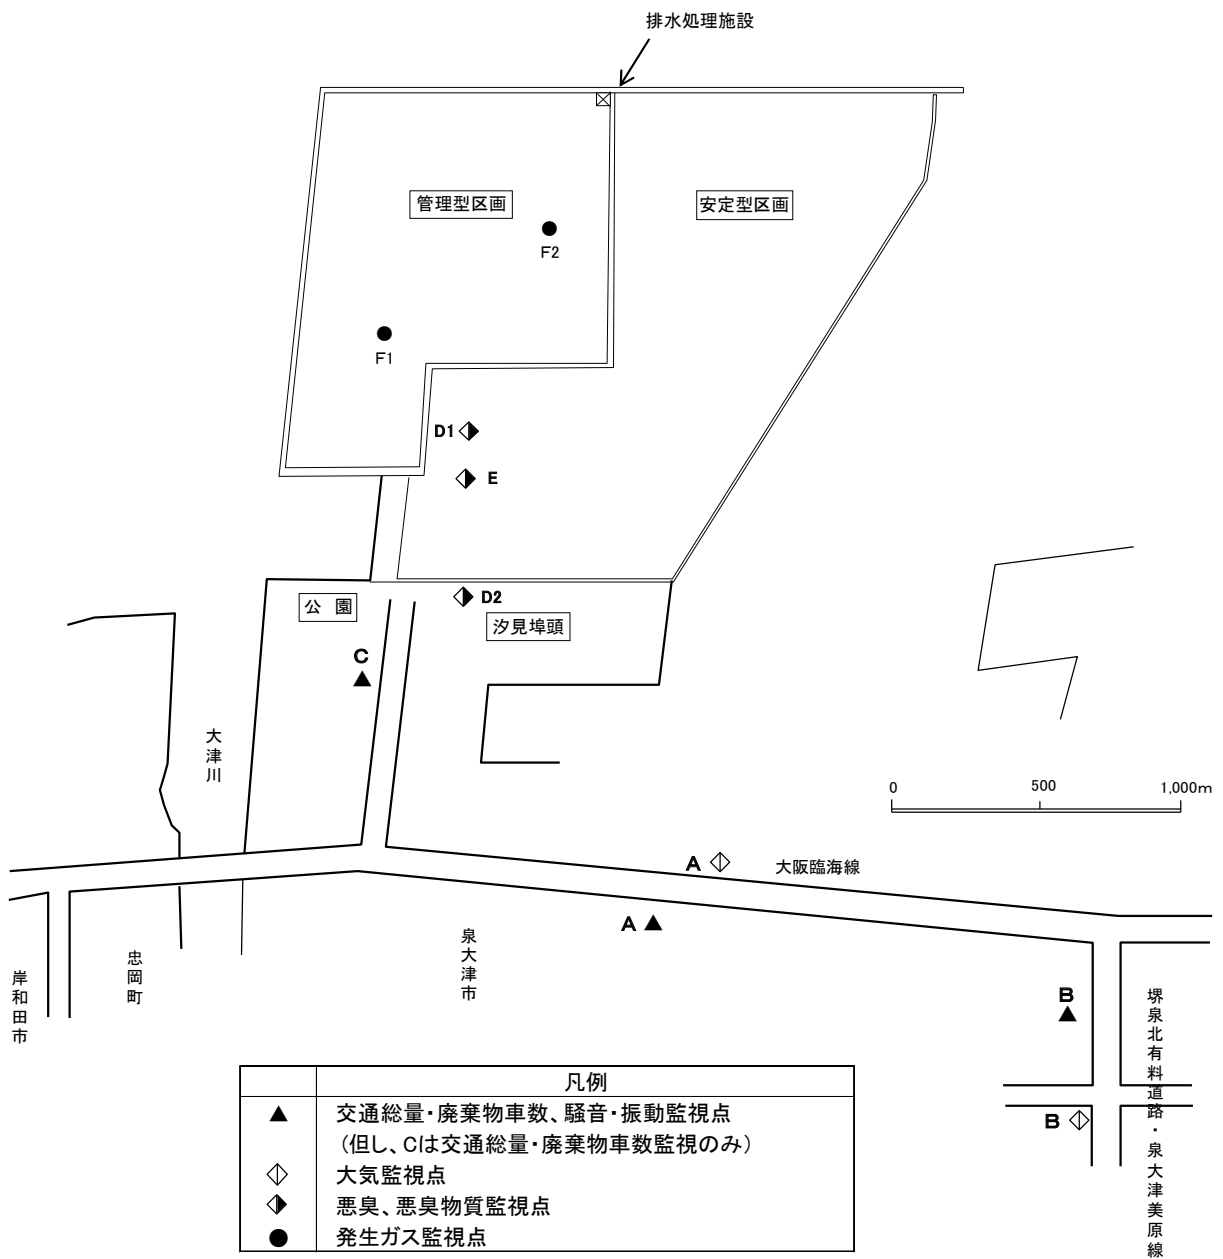 排水処理施設
管理型区画
安定型区画
F2
F1
D1
E
D2
公 園
汐見埠頭
C
大津川
0 500 1,000m
A
大阪臨海線
A
泉大津市
忠岡町
岸和田市
B
堺泉北有料道路・泉大津美原線
B
凡例
▲ 交通総量・廃棄物車数、騒音・振動監視点
(但し、Cは交通総量・廃棄物車数監視のみ)
大気監視点
悪臭、悪臭物質監視点
● 発生ガス監視点